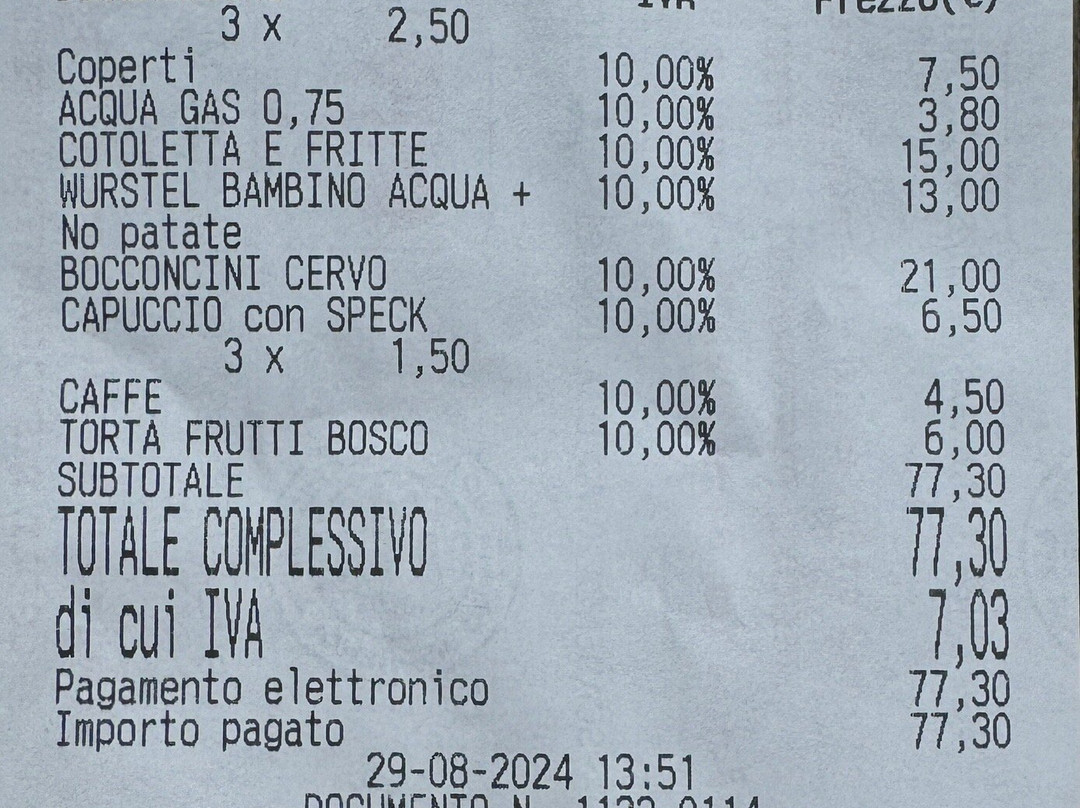 IVA Prezzo(€)
3 x 2,50
Coperti 10,00% 7,50
ACQUA GAS 0,75 10,00% 3,80
COTOLETTA E FRITTE 10,00% 15,00
WURSTEL BAMBINO ACQUA + 10,00% 13,00
No patate
BOCCONCINI CERVO 10,00% 21,00
CAPUCCIO con SPECK 10,00% 6,50
3 x 1,50
CAFFE 10,00% 4,50
TORTA FRUTTI BOSCO 10,00% 6,00
SUBTOTALE 77,30
TOTALE COMPLESSIVO 77,30
di cui IVA 7,03
Pagamento elettronico 77,30
Importo pagato 77,30
29-08-2024 13:51
DOCUMENTO N.